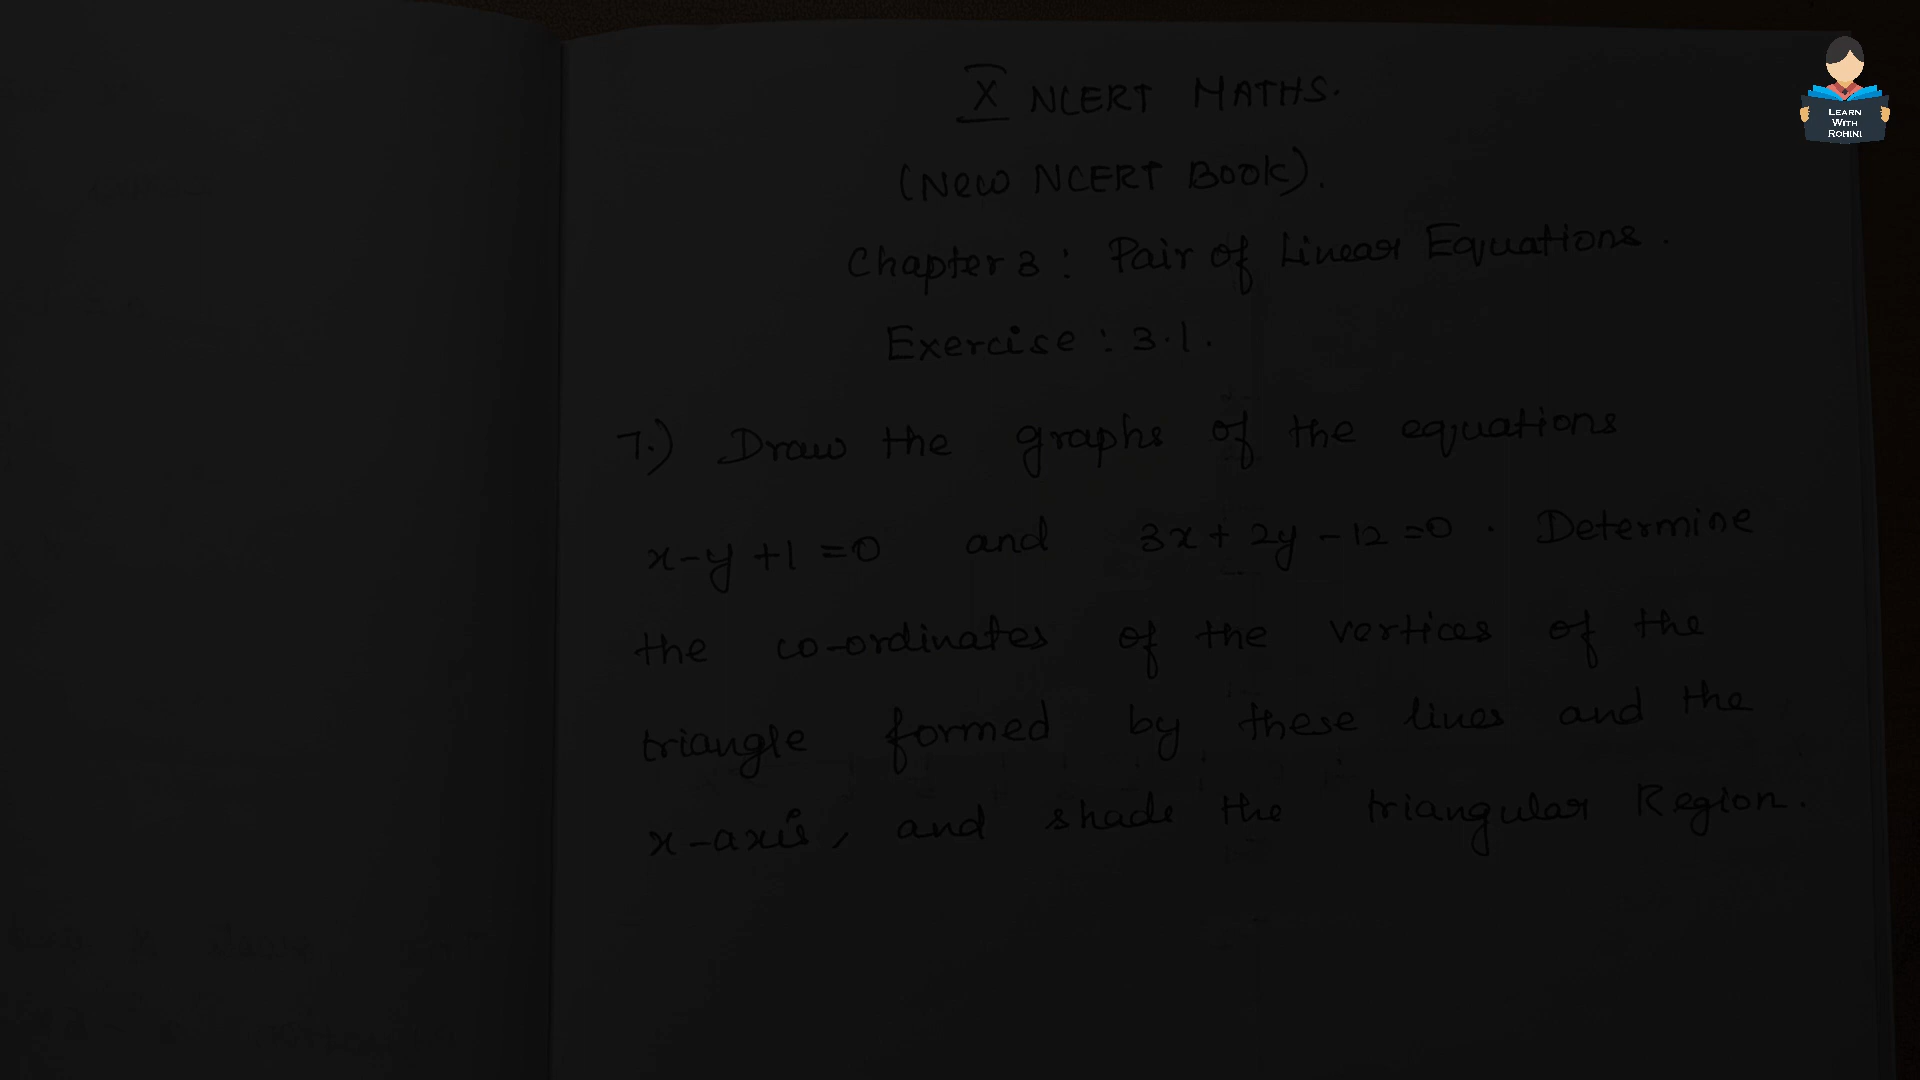 X NCERT MATHS.
(New NCERT Book).
Chapter 3 : Pair of Linear Equations.
Exercise : 3.1.
7.) Draw the graphs of the equations
x-y+1=0 and 3x+2y-12=0. Determine
the co-ordinates of the vertices of the
triangle formed by these lines and the
x-axis, and shade the triangular Region.
LEARN
WITH
ROHINI